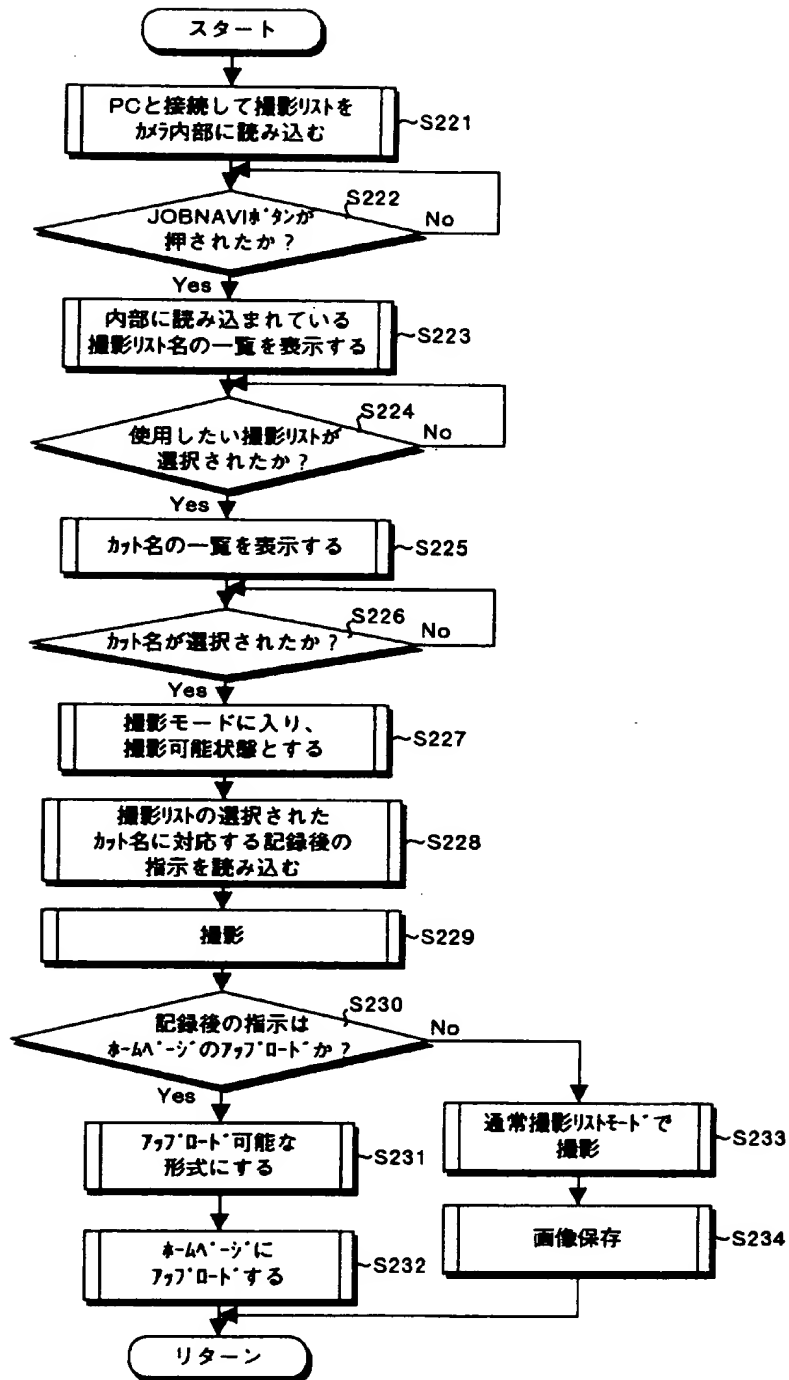 スタート
PCと接続して撮影リストを
カメラ内部に読み込む
S221
S222
JOBNAVIボタンが
押されたか?
No
Yes
内部に読み込まれている
撮影リスト名の一覧を表示する
S223
S224
使用したい撮影リストが
選択されたか?
No
Yes
カット名の一覧を表示する
S225
S226
カット名が選択されたか?
No
Yes
撮影モードに入り、
撮影可能状態とする
S227
撮影リストの選択された
カット名に対応する記録後の
指示を読み込む
S228
撮影
S229
S230
記録後の指示は
ホームページのアップロードか?
No
Yes
アップロード可能な
形式にする
S231
通常撮影リストモードで
撮影
S233
ホームページに
アップロードする
S232
画像保存
S234
リターン